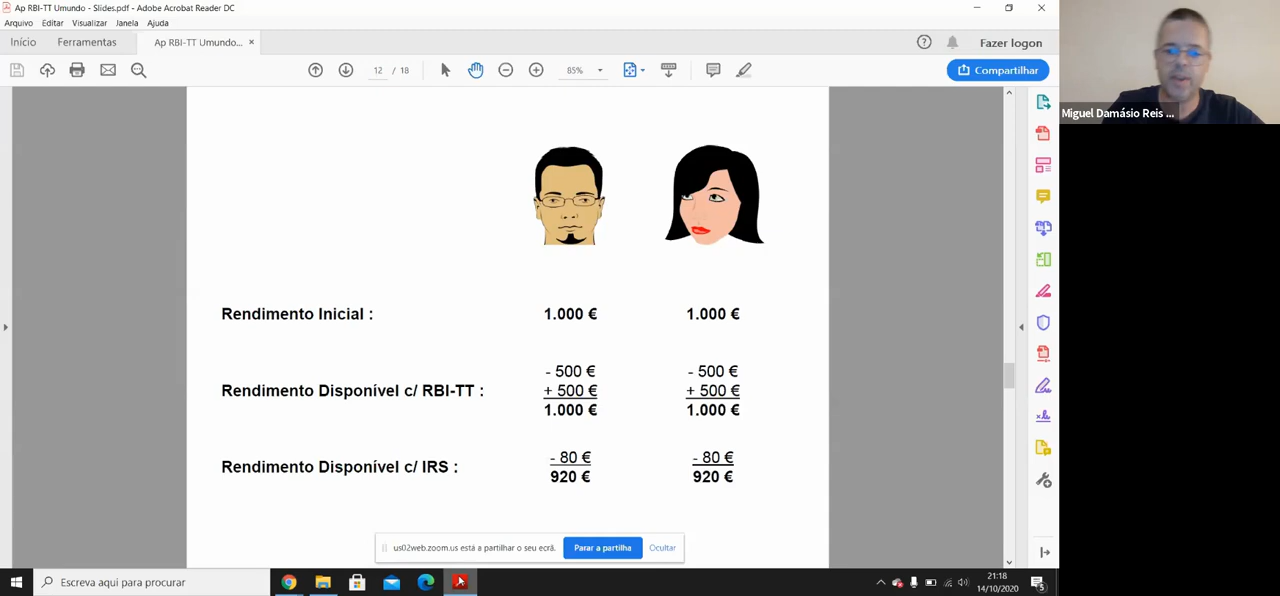 Ap RBI-TT Umundo - Slides.pdf - Adobe Acrobat Reader DC
Arquivo Editar Visualizar Janela Ajuda
Início Ferramentas Ap RBI-TT Umundo... × Fazer logon
12 / 18 85% Compartilhar
Miguel Damásio Reis ...
Rendimento Inicial : 1.000 € 1.000 €
- 500 € - 500 €
Rendimento Disponível c/ RBI-TT : + 500 € + 500 €
1.000 € 1.000 €
- 80 € - 80 €
Rendimento Disponível c/ IRS :
920 € 920 €
us02web.zoom.us está a partilhar o seu ecrã. Parar a partilha Ocultar
Escreva aqui para procurar
21:18
14/10/2020
5